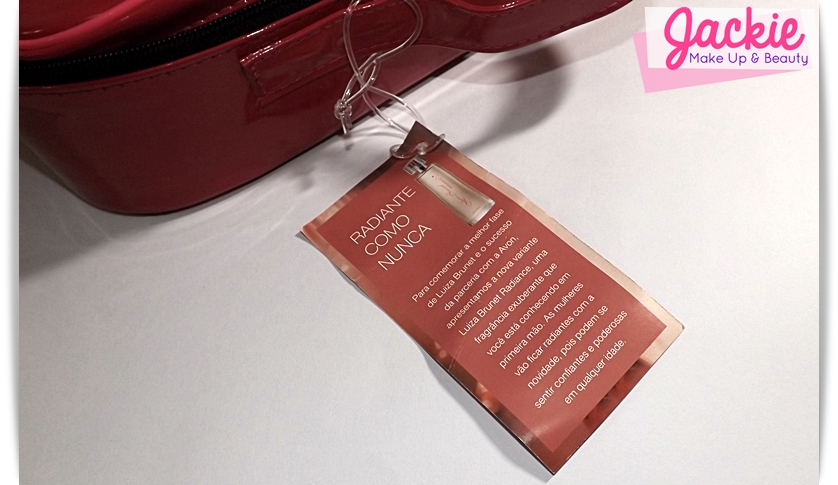 Jackie
Make Up & Beauty
RADIANTE
COMO
NUNCA
Para comemorar a melhor fase
de Luiza Brunet e o sucesso
da parceria com a Avon,
apresentamos a nova variante
Luiza Brunet Radiance, uma
fragrância exuberante que
você está conhecendo em
primeira mão. As mulheres
vão ficar radiantes com a
novidade, pois podem se
sentir confiantes e poderosas
em qualquer idade.